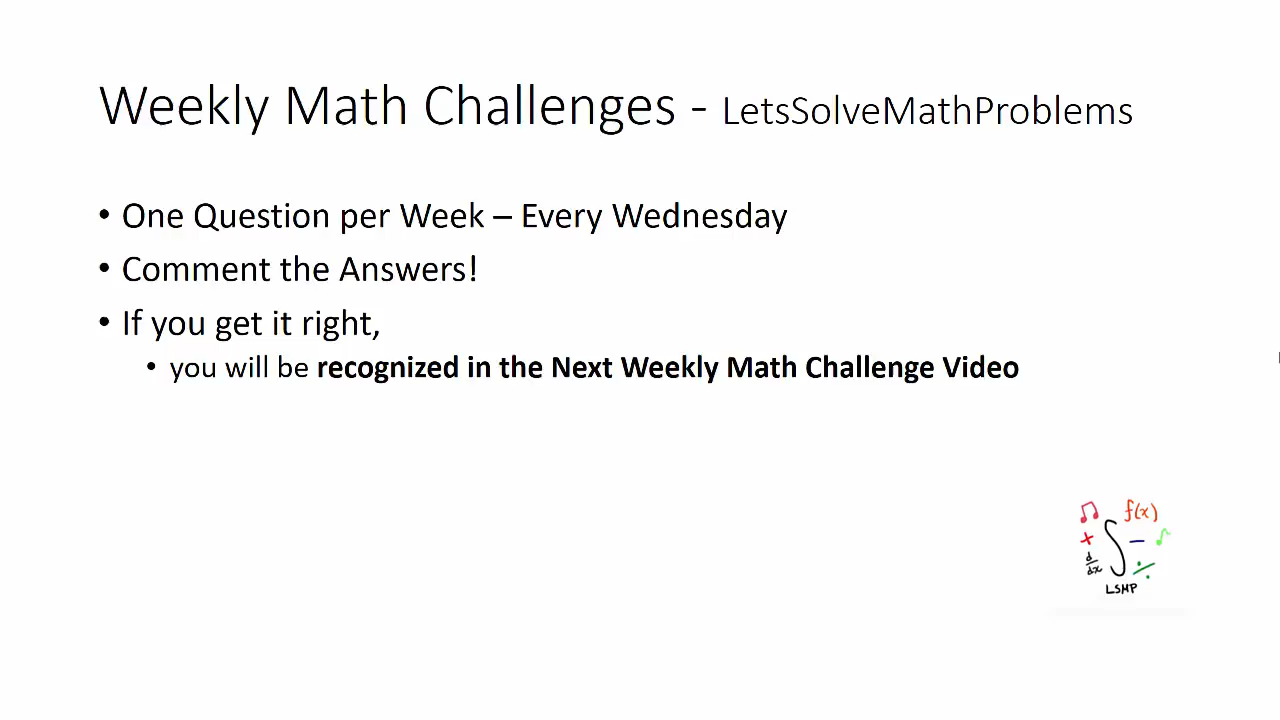 Weekly Math Challenges - LetsSolveMathProblems
• One Question per Week – Every Wednesday
• Comment the Answers!
• If you get it right,
• you will be recognized in the Next Weekly Math Challenge Video
f(x)
+
–
d/dx
∫
÷
LSMP